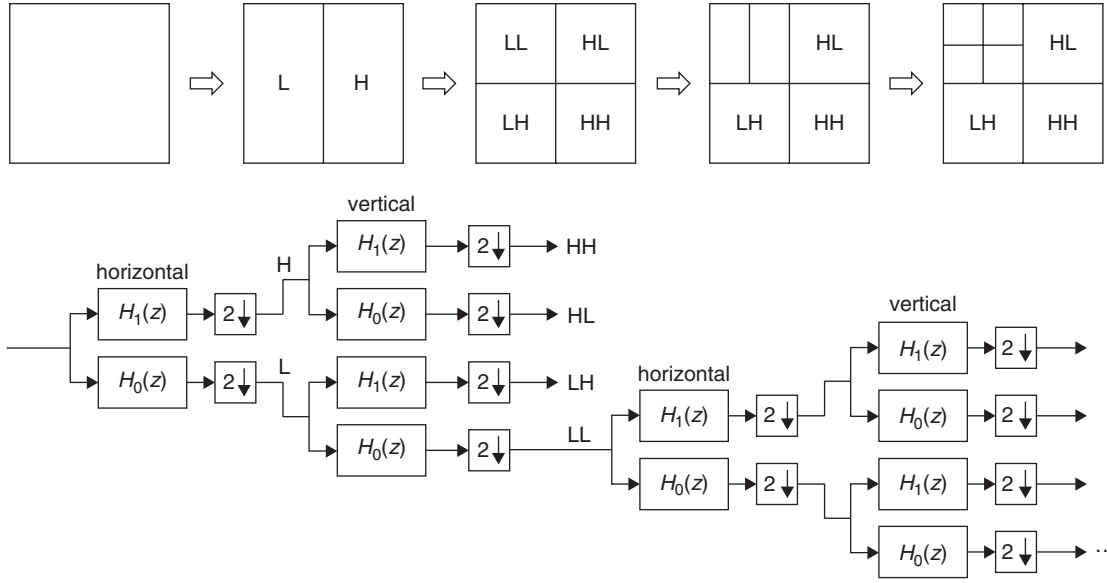 L H
LL HL
LH HH
HL
LH HH
HL
LH HH
vertical
H₁(z) 2↓ HH
horizontal H
H₁(z) 2↓
H₀(z) 2↓ HL
H₀(z) 2↓ L
H₁(z) 2↓ LH
H₀(z) 2↓ LL
vertical
H₁(z) 2↓
horizontal
H₁(z) 2↓
H₀(z) 2↓
H₀(z) 2↓
H₁(z) 2↓
H₀(z) 2↓ ..